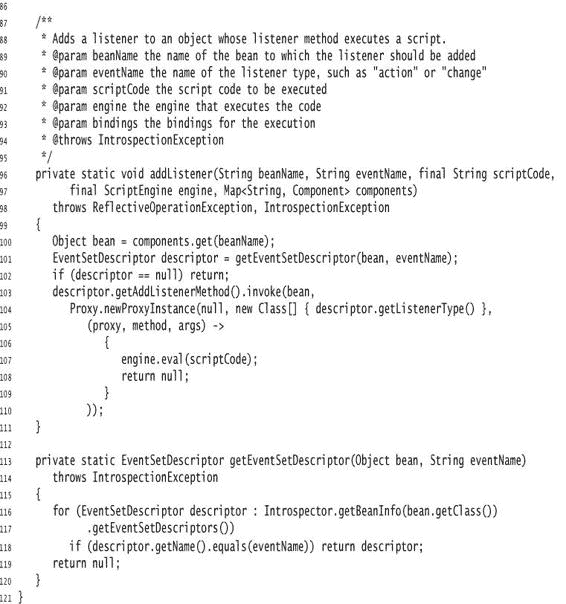 86
87    /**
88     * Adds a listener to an object whose listener method executes a script.
89     * @param beanName the name of the bean to which the listener should be added
90     * @param eventName the name of the listener type, such as "action" or "change"
91     * @param scriptCode the script code to be executed
92     * @param engine the engine that executes the code
93     * @param bindings the bindings for the execution
94     * @throws IntrospectionException
95     */
96    private static void addListener(String beanName, String eventName, final String scriptCode,
97          final ScriptEngine engine, Map<String, Component> components)
98       throws ReflectiveOperationException, IntrospectionException
99    {
100       Object bean = components.get(beanName);
101       EventSetDescriptor descriptor = getEventSetDescriptor(bean, eventName);
102       if (descriptor == null) return;
103       descriptor.getAddListenerMethod().invoke(bean,
104          Proxy.newProxyInstance(null, new Class[] { descriptor.getListenerType() },
105             (proxy, method, args) ->
106                {
107                   engine.eval(scriptCode);
108                   return null;
109                }
110             ));
111    }
112
113    private static EventSetDescriptor getEventSetDescriptor(Object bean, String eventName)
114       throws IntrospectionException
115    {
116       for (EventSetDescriptor descriptor : Introspector.getBeanInfo(bean.getClass())
117             .getEventSetDescriptors())
118          if (descriptor.getName().equals(eventName)) return descriptor;
119       return null;
120    }
121 }